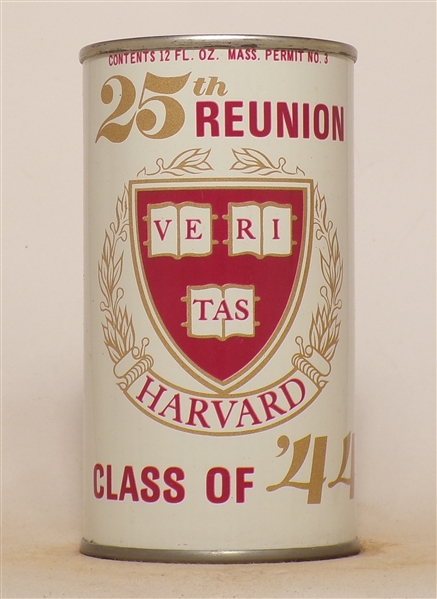 CONTENTS 12 FL. OZ. MASS. PERMIT NO. 3
25th
REUNION
VE RI
TAS
HARVARD
CLASS OF '44